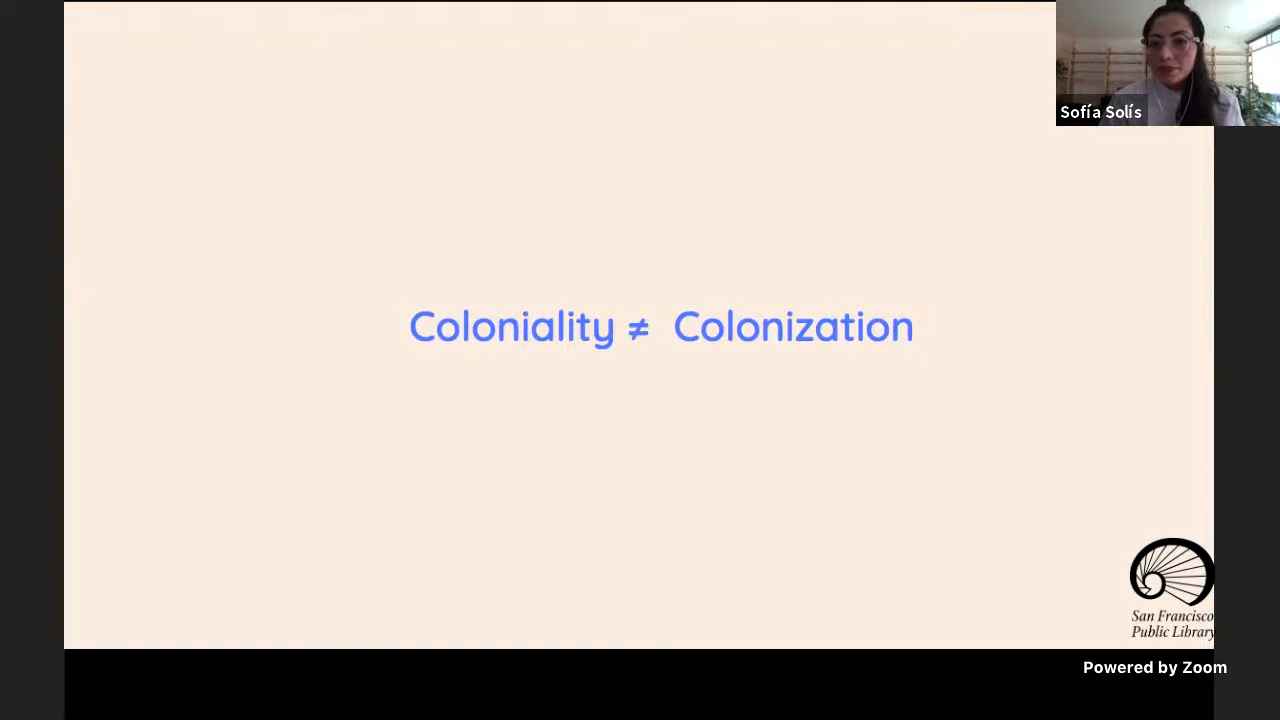 Sofía Solís
Coloniality ≠ Colonization
San Francisco
Public Library
Powered by Zoom